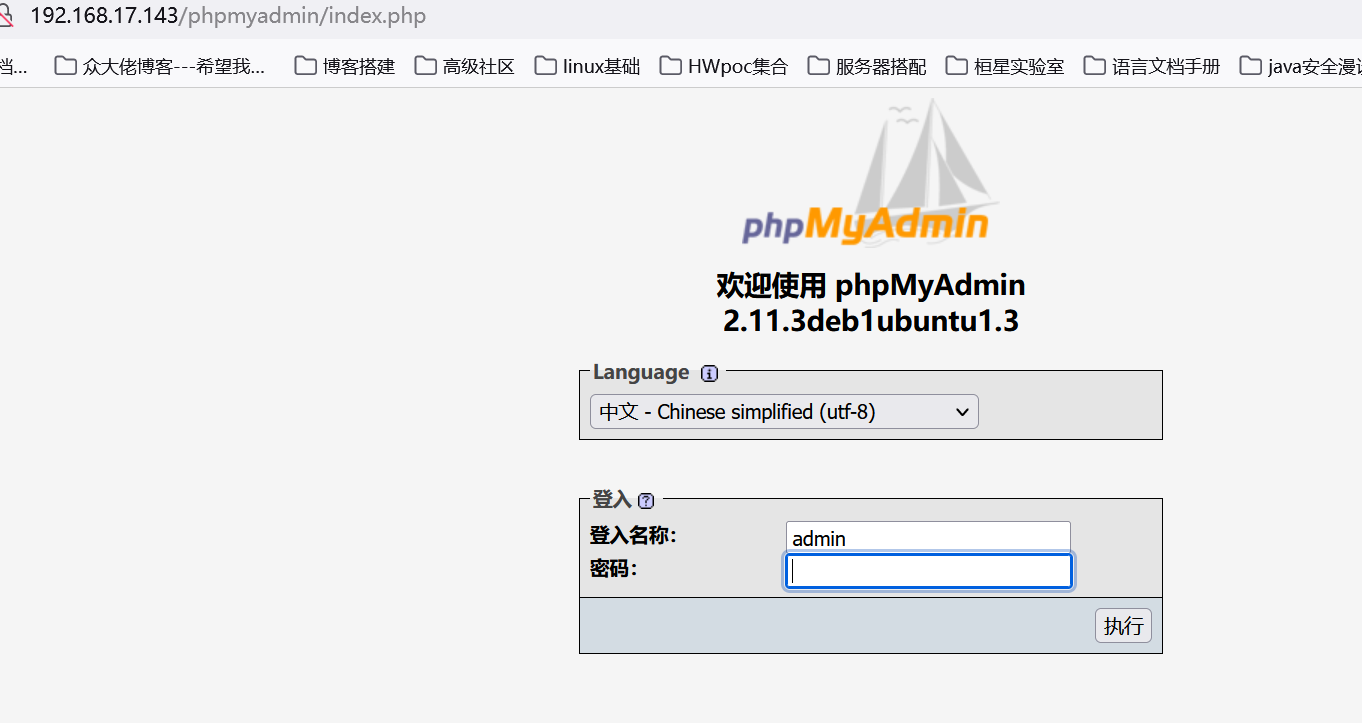 192.168.17.143/phpmyadmin/index.php
档... 众大佬博客---希望我... 博客搭建 高级社区 linux基础 HWpoc集合 服务器搭配 桓星实验室 语言文档手册 java安全漫
phpMyAdmin
欢迎使用 phpMyAdmin
2.11.3deb1ubuntu1.3
Language
中文 - Chinese simplified (utf-8)
登入
登入名称：
admin
密码：
执行